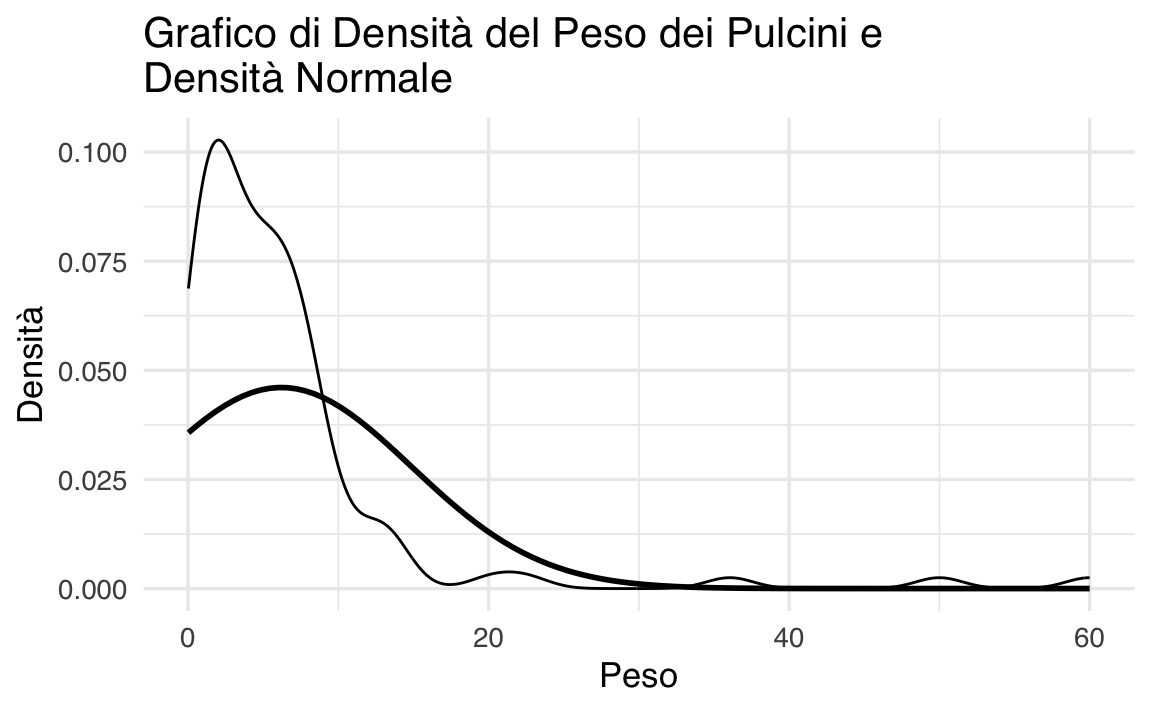 Grafico di Densità del Peso dei Pulcini e
Densità Normale
0.100
0.075
0.050
0.025
0.000
Densità
0
20
40
60
Peso